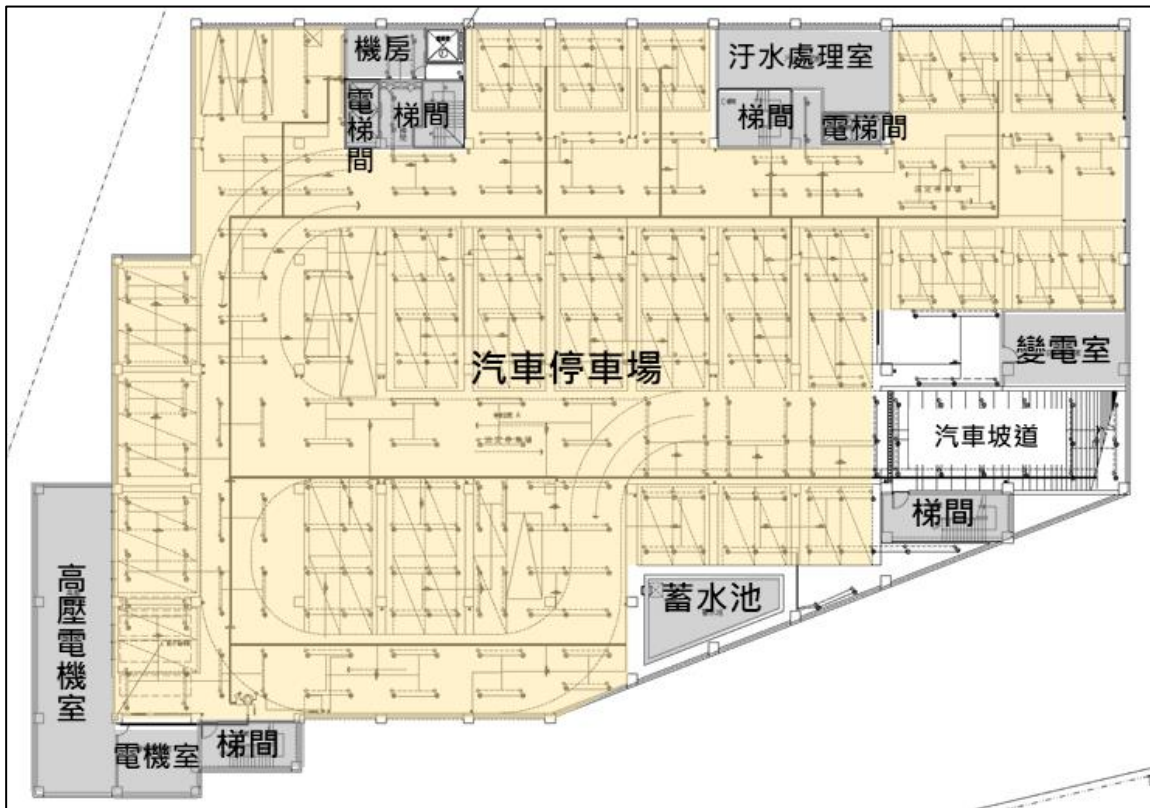 機房
汙水處理室
電梯間
梯間
梯間
電梯間
汽車停車場
變電室
汽車坡道
梯間
蓄水池
高壓電機室
電機室
梯間